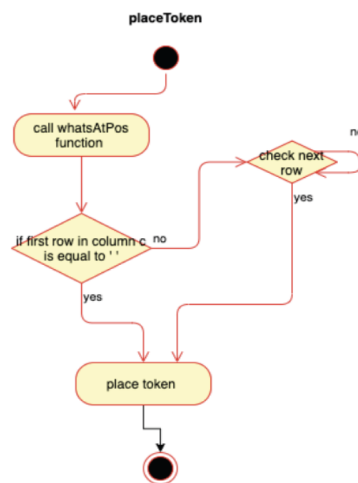 placeToken
call whatsAtPos
function
check next
row
if first row in column c
is equal to ' '
no
yes
yes
place token